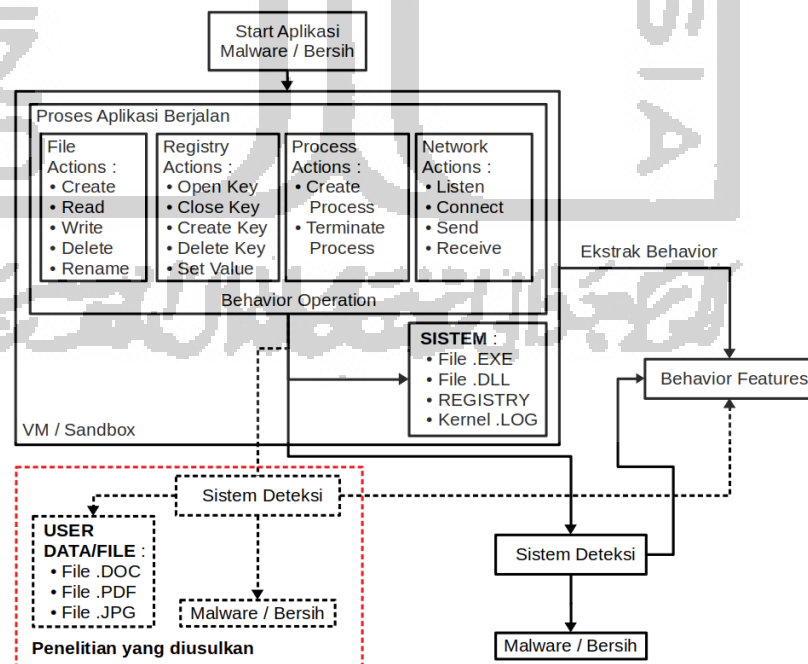 Start Aplikasi
Malware / Bersih
Proses Aplikasi Berjalan
File
Actions :
• Create
• Read
• Write
• Delete
• Rename
Registry
Actions :
• Open Key
• Close Key
• Create Key
• Delete Key
• Set Value
Process
Actions :
• Create
Process
• Terminate
Process
Network
Actions :
• Listen
• Connect
• Send
• Receive
Behavior Operation
Ekstrak Behavior
SISTEM :
• File .EXE
• File .DLL
• REGISTRY
• Kernel .LOG
Behavior Features
VM / Sandbox
Sistem Deteksi
USER
DATA/FILE :
• File .DOC
• File .PDF
• File .JPG
Malware / Bersih
Penelitian yang diusulkan
Sistem Deteksi
Malware / Bersih